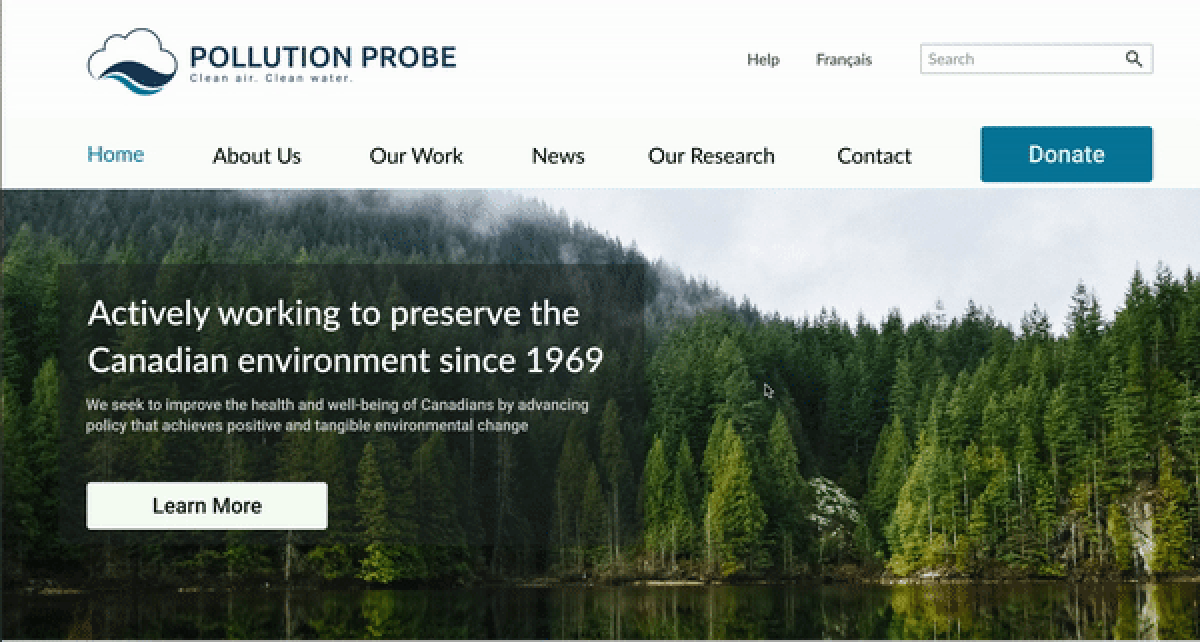 POLLUTION PROBE
Clean air. Clean water.
Help Français Search
Home About Us Our Work News Our Research Contact Donate
Actively working to preserve the
Canadian environment since 1969
We seek to improve the health and well-being of Canadians by advancing
policy that achieves positive and tangible environmental change
Learn More